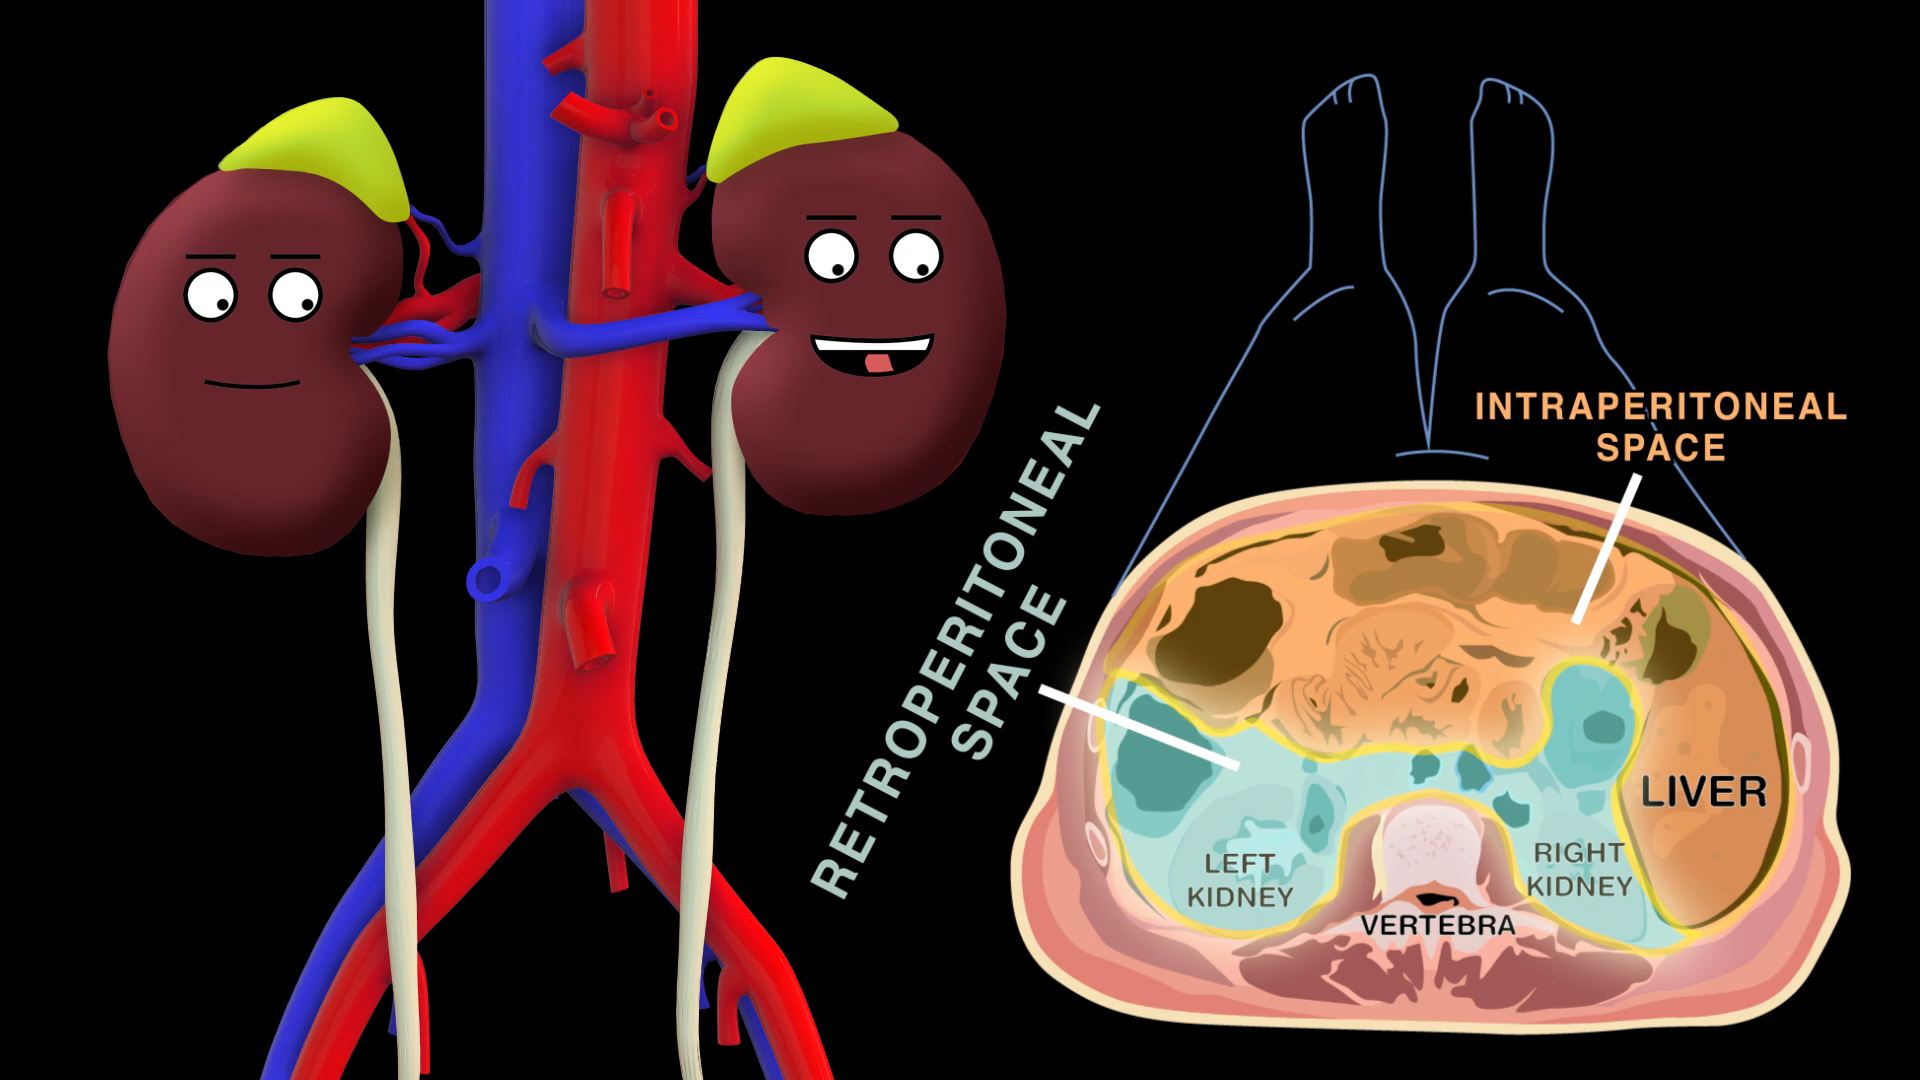 RETROPERITONEAL
SPACE
INTRAPERITONEAL
SPACE
LIVER
LEFT
KIDNEY
RIGHT
KIDNEY
VERTEBRA